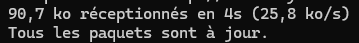 90,7 ko réceptionnés en 4s (25,8 ko/s)
Tous les paquets sont à jour.